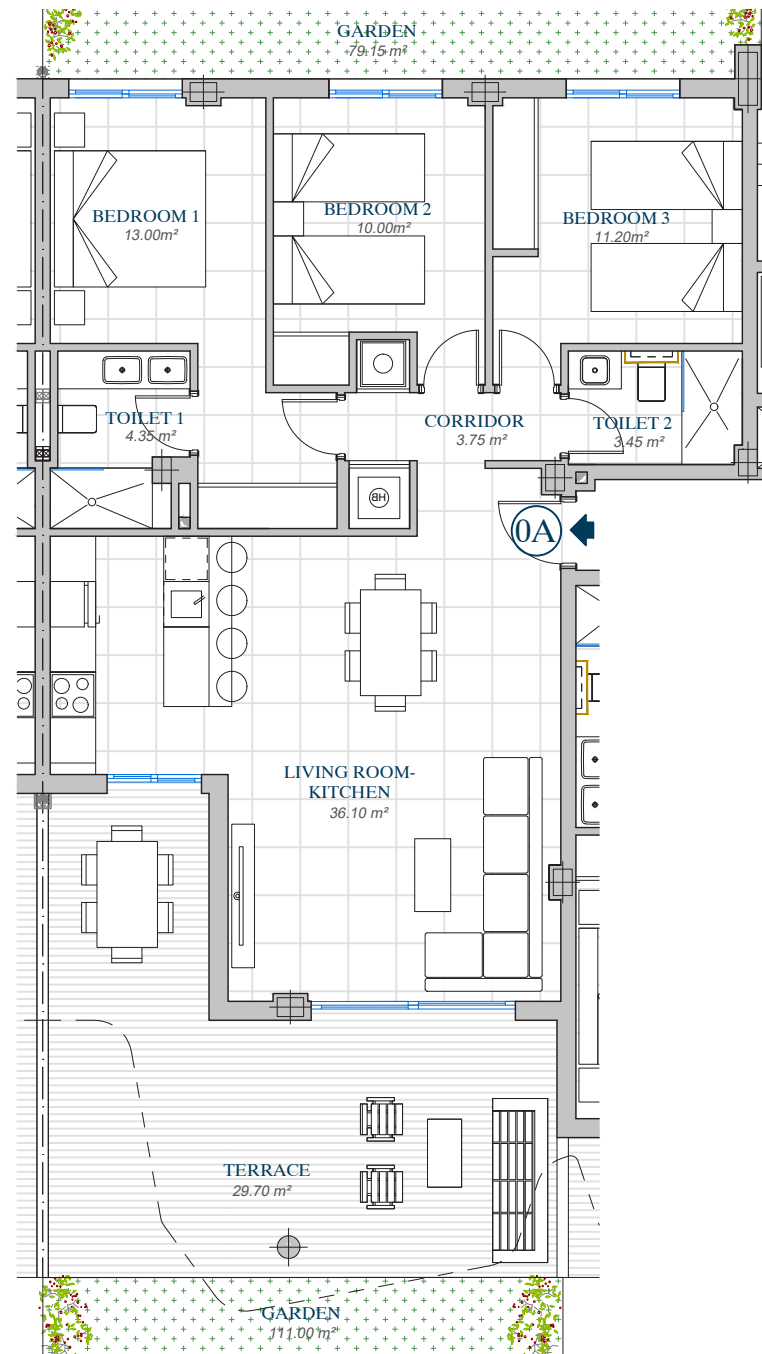 GARDEN
79.15 m²
BEDROOM 1
13.00m²
BEDROOM 2
10.00m²
BEDROOM 3
11.20m²
TOILET 1
4.35 m²
CORRIDOR
3.75 m²
TOILET 2
3.45 m²
HB
0A
LIVING ROOM-
KITCHEN
36.10 m²
TERRACE
29.70 m²
GARDEN
111.00 m²